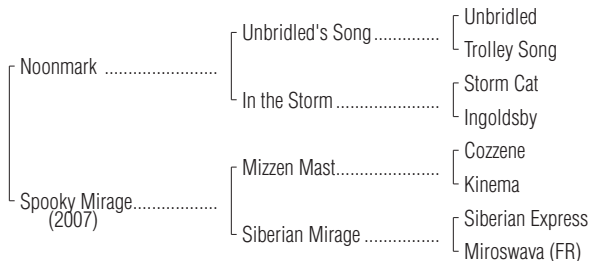 Unbridled
Unbridled's Song
Trolley Song
Noonmark
Storm Cat
In the Storm
Ingoldsby
Cozzene
Mizzen Mast
Kinema
Spooky Mirage
(2007)
Siberian Express
Siberian Mirage
Miroswava (FR)